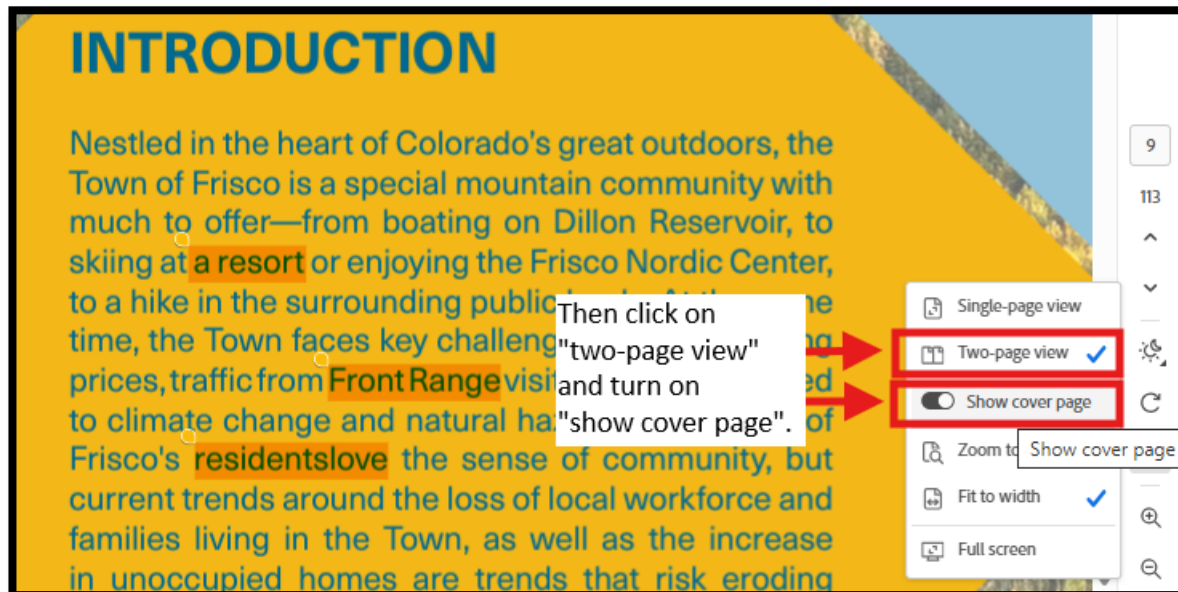 INTRODUCTION
Nestled in the heart of Colorado's great outdoors, the
Town of Frisco is a special mountain community with
much to offer—from boating on Dillon Reservoir, to
skiing at a resort or enjoying the Frisco Nordic Center,
to a hike in the surrounding public
time, the Town faces key
prices, traffic from Front Range
to climate change and natural of
Frisco's residentslove the sense of community, but
current trends around the loss of local workforce and
families living in the Town, as well as the increase
in unoccupied homes are trends that risk eroding
Then click on
"two-page view"
and turn on
"show cover page".
9
113
Single-page view
Two-page view
Show cover page
Zoom to
Show cover page
Fit to width
Full screen